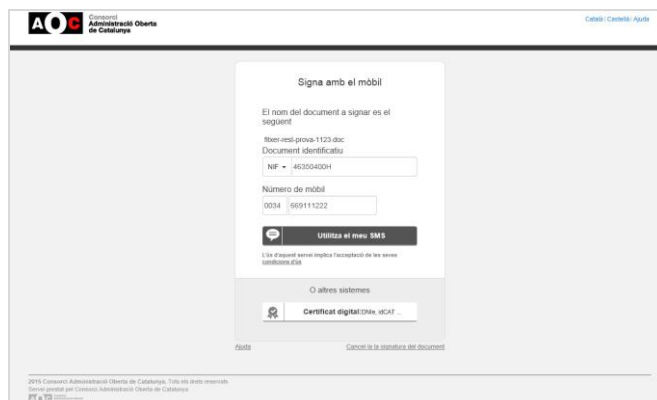 AOC
Consorci
Administració Oberta
de Catalunya
Català | Castellà | Ajuda
Signa amb el mòbil
El nom del document a signar es el
següent
fitxer-rest-prova-1123.doc
Document identificatiu
NIF 46350400H
Número de mòbil
0034 669111222
Utilitza el meu SMS
L'ús d'aquest servei implica l'acceptació de les seves
condicions d'ús
O altres sistemes
Certificat digital:DNIe, idCAT ...
Ajuda
Cancel·la la signatura del document
2015 Consorci Administració Oberta de Catalunya. Tots els drets reservats
Servei prestat pel Consorci Administració Oberta de Catalunya
AOC